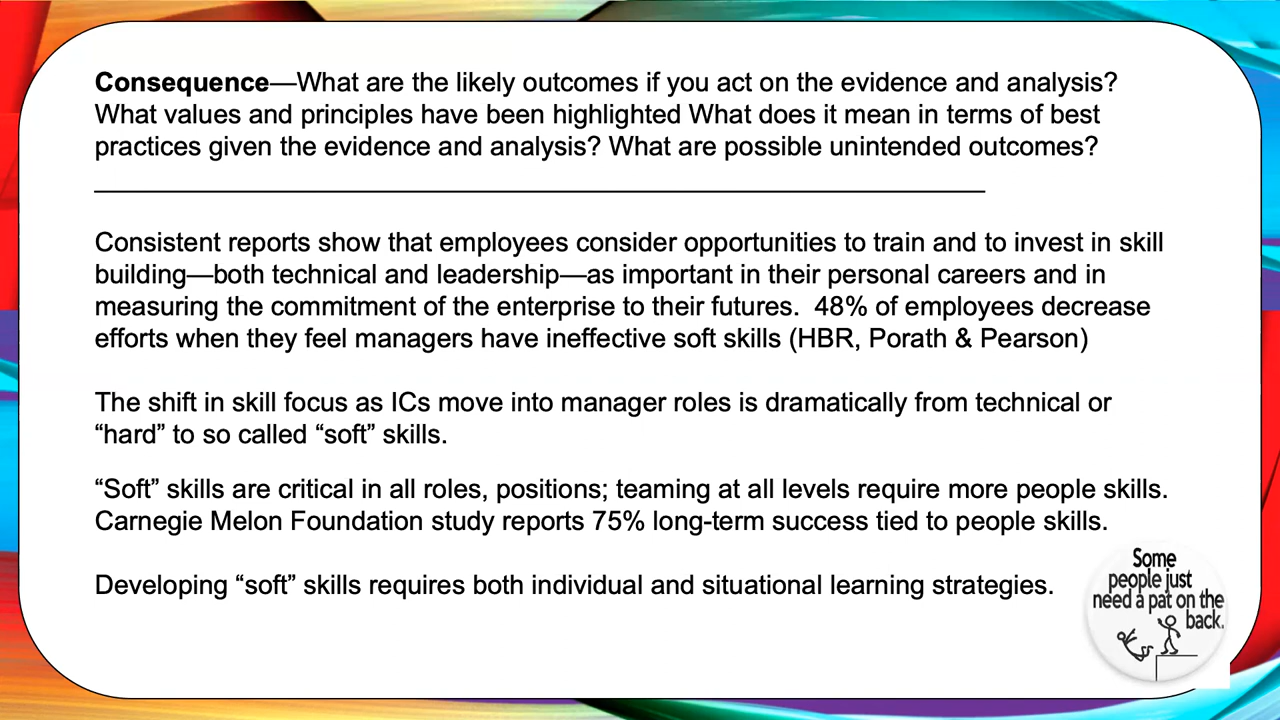 Consequence—What are the likely outcomes if you act on the evidence and analysis?
What values and principles have been highlighted What does it mean in terms of best
practices given the evidence and analysis? What are possible unintended outcomes?
Consistent reports show that employees consider opportunities to train and to invest in skill
building—both technical and leadership—as important in their personal careers and in
measuring the commitment of the enterprise to their futures.  48% of employees decrease
efforts when they feel managers have ineffective soft skills (HBR, Porath & Pearson)
The shift in skill focus as ICs move into manager roles is dramatically from technical or
“hard” to so called “soft” skills.
“Soft” skills are critical in all roles, positions; teaming at all levels require more people skills.
Carnegie Melon Foundation study reports 75% long-term success tied to people skills.
Developing “soft” skills requires both individual and situational learning strategies.
Some
people just
need a pat on the
back.